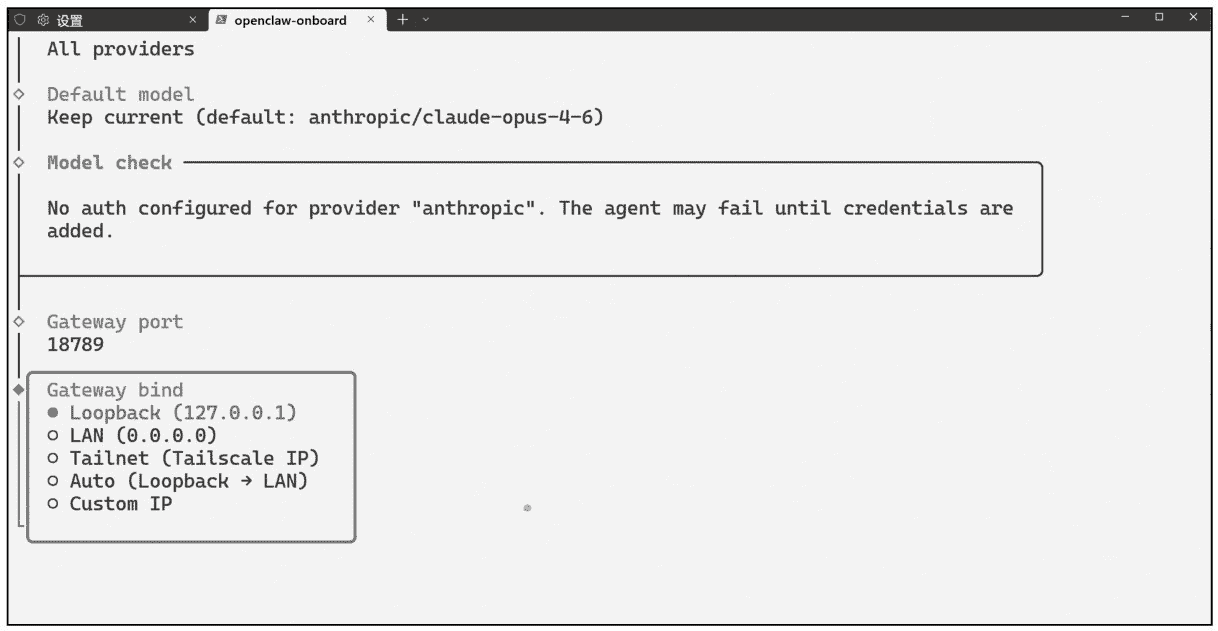 设置
openclaw-onboard
All providers
Default model
Keep current (default: anthropic/claude-opus-4-6)
Model check
No auth configured for provider "anthropic". The agent may fail until credentials are
added.
Gateway port
18789
Gateway bind
Loopback (127.0.0.1)
LAN (0.0.0.0)
Tailnet (Tailscale IP)
Auto (Loopback → LAN)
Custom IP